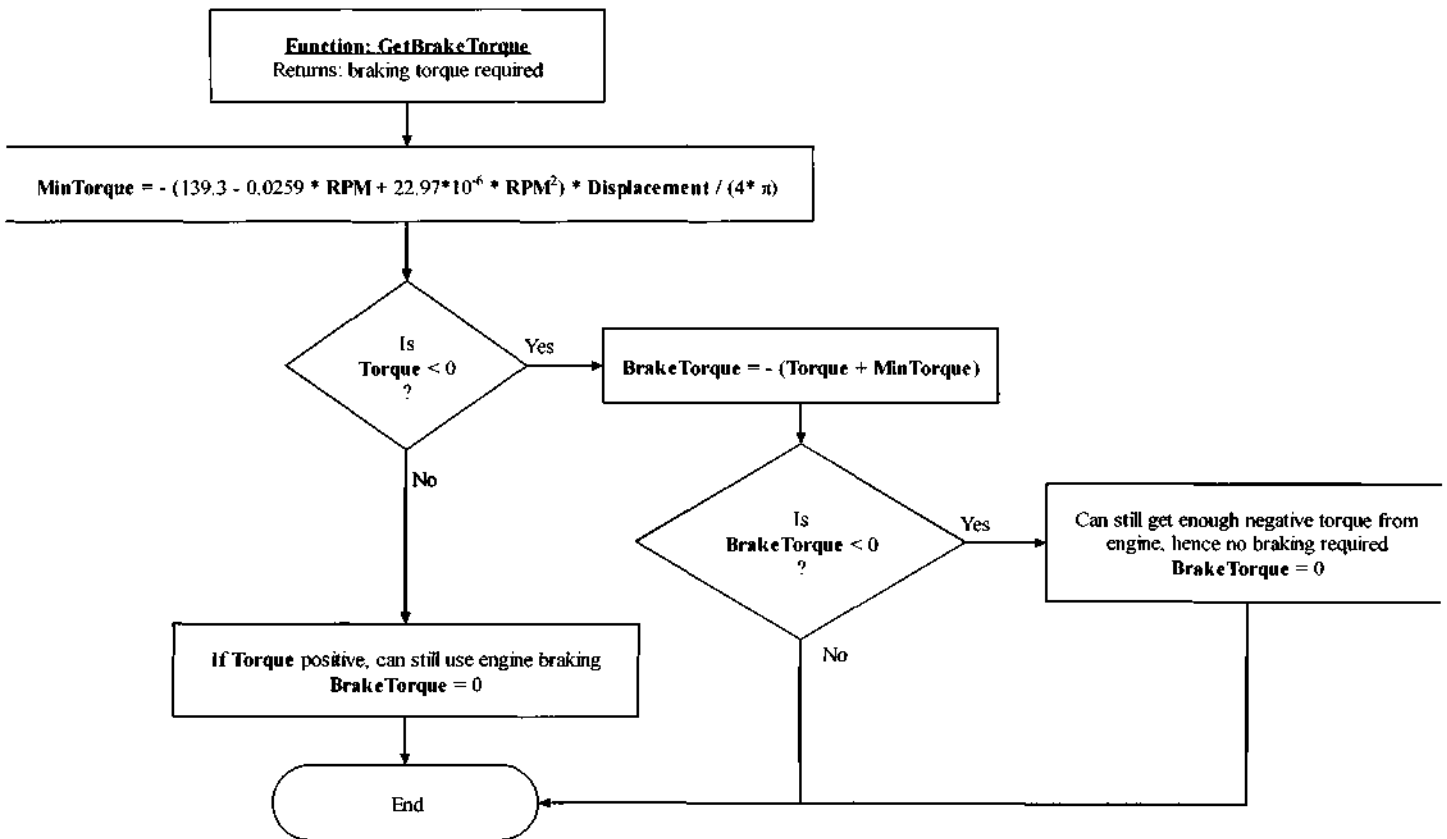 Function: GetBrakeTorque
Returns: braking torque required
MinTorque = - (139.3 - 0.0259 * RPM + 22.97*10⁻⁶ * RPM²) * Displacement / (4* π)
Is
Torque < 0
?
Yes
BrakeTorque = - (Torque + MinTorque)
No
Is
BrakeTorque < 0
?
Yes
Can still get enough negative torque from
engine, hence no braking required
BrakeTorque = 0
No
If Torque positive, can still use engine braking
BrakeTorque = 0
End